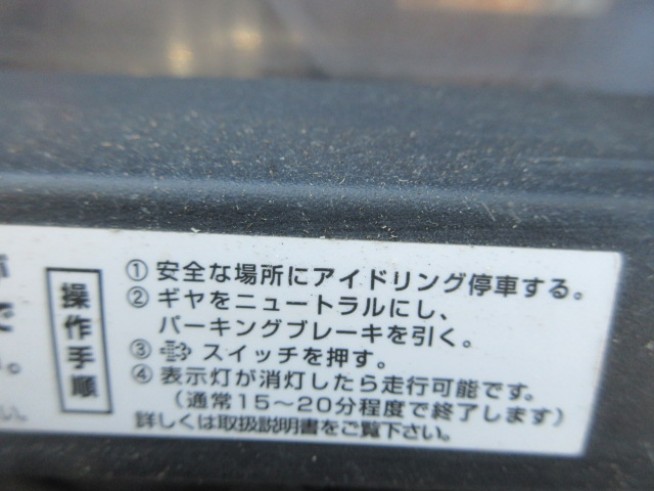 操作手順
① 安全な場所にアイドリング停車する。
② ギヤをニュートラルにし、
パーキングブレーキを引く。
③ スイッチを押す。
④ 表示灯が消灯したら走行可能です。
(通常15〜20分程度で終了します)
詳しくは取扱説明書をご覧下さい。
で
。